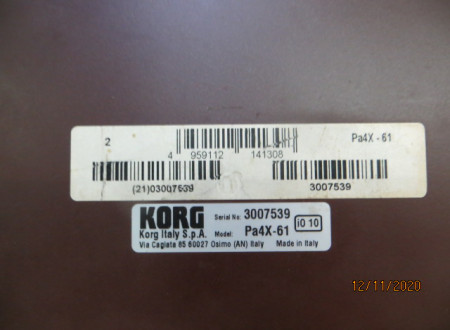 2
Pa4X - 61
4 959112 141308
(21)03007539
3007539
KORG
Serial No: 3007539
Korg Italy S.p.A.
Model: Pa4X-61
i0 10
Via Cagiata 85 60027 Osimo (AN) Italy
Made in Italy
12/11/2020